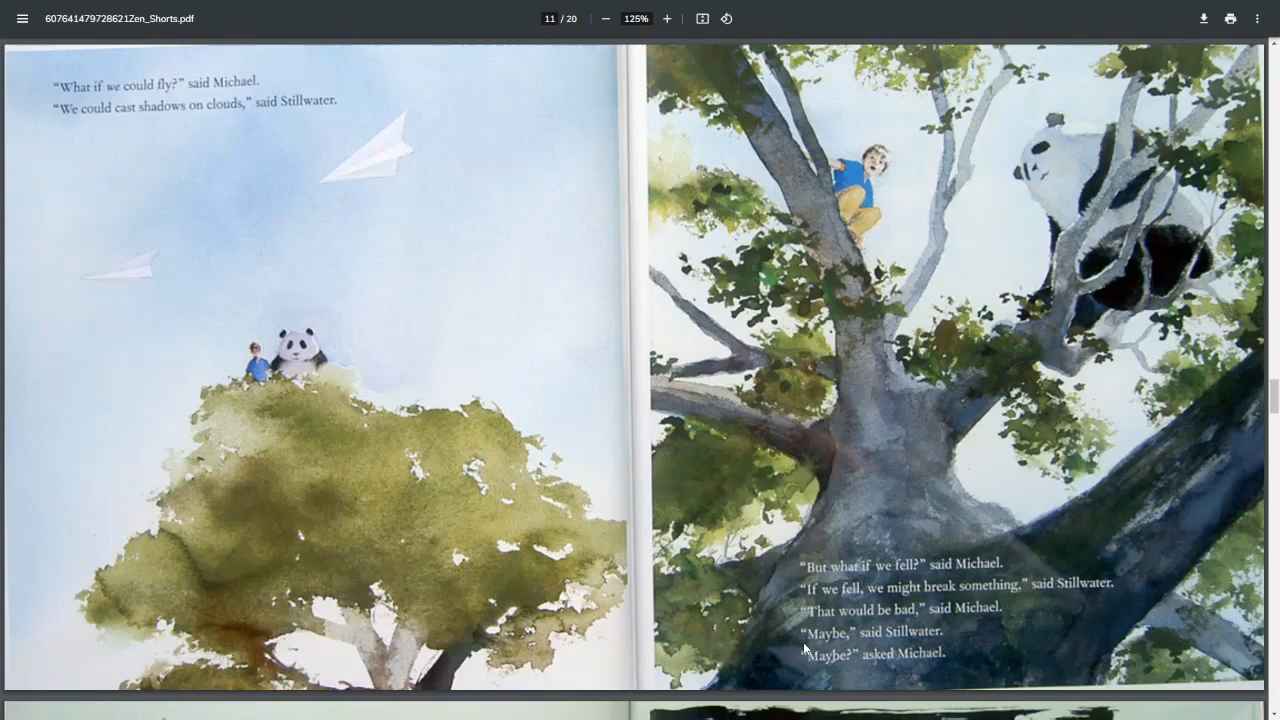 607641479728621Zen_Shorts.pdf
11 / 20
125%
“What if we could fly?” said Michael.
“We could cast shadows on clouds,” said Stillwater.
“But what if we fell?” said Michael.
“If we fell, we might break something,” said Stillwater.
“That would be bad,” said Michael.
“Maybe,” said Stillwater.
“Maybe?” asked Michael.